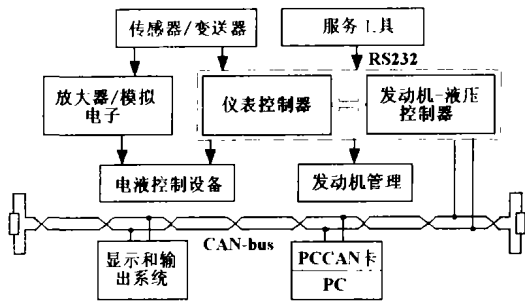 传感器/变送器
服务工具
RS232
放大器/模拟
电子
仪表控制器
发动机-液压
控制器
电液控制设备
发动机管理
CAN-bus
显示和输
出系统
PCCAN卡
PC